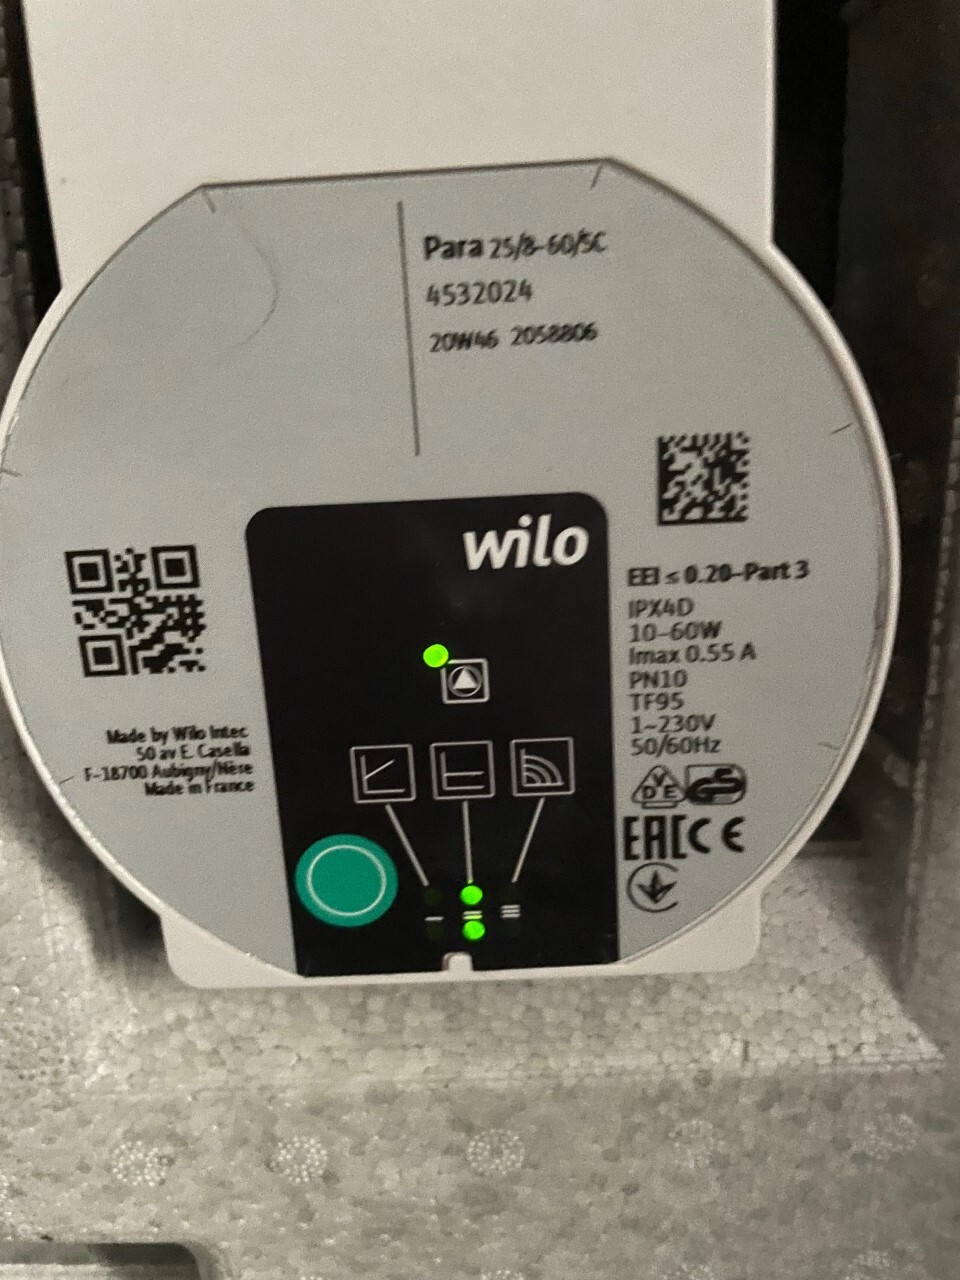 Para 25/8-60/SC
4532024
20W46 2058806
wilo
EEI ≤ 0.20-Part 3
IPX4D
10-60W
Imax 0.55 A
PN10
TF95
1~230V
50/60Hz
VDE GS
EAC CE
Made by Wilo Intec
50 av E. Casella
F-18700 Aubigny/Nère
Made in France